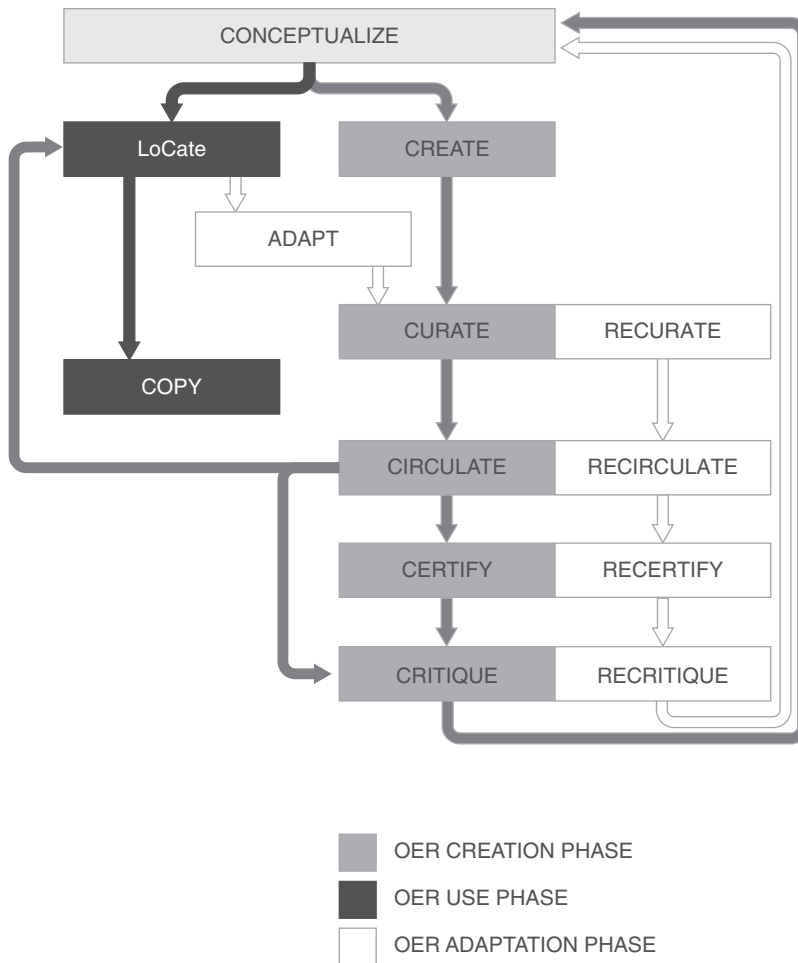 CONCEPTUALIZE
LoCate
CREATE
ADAPT
CURATE
RECURATE
COPY
CIRCULATE
RECIRCULATE
CERTIFY
RECERTIFY
CRITIQUE
RECRITIQUE
OER CREATION PHASE
OER USE PHASE
OER ADAPTATION PHASE